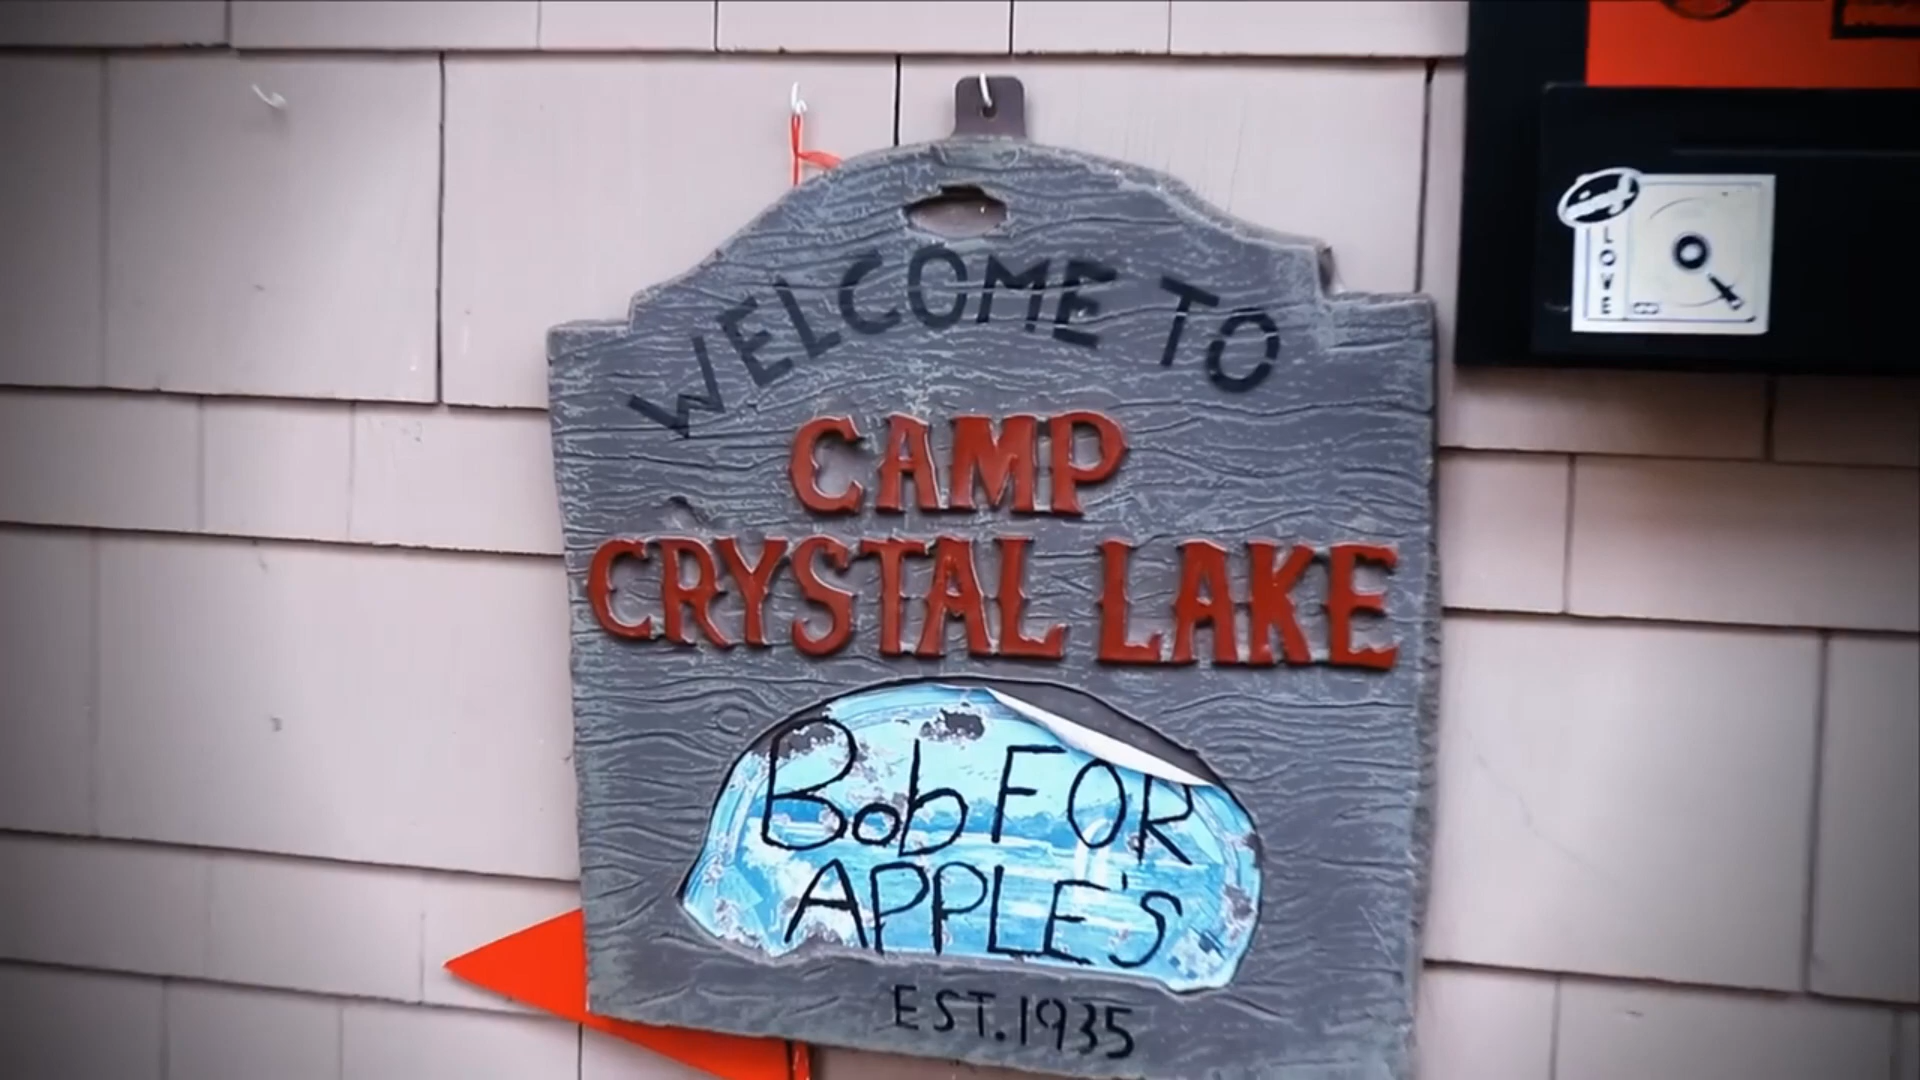 WELCOME TO
CAMP
CRYSTAL LAKE
Bob FOR
APPLE'S
EST. 1935
LOVE